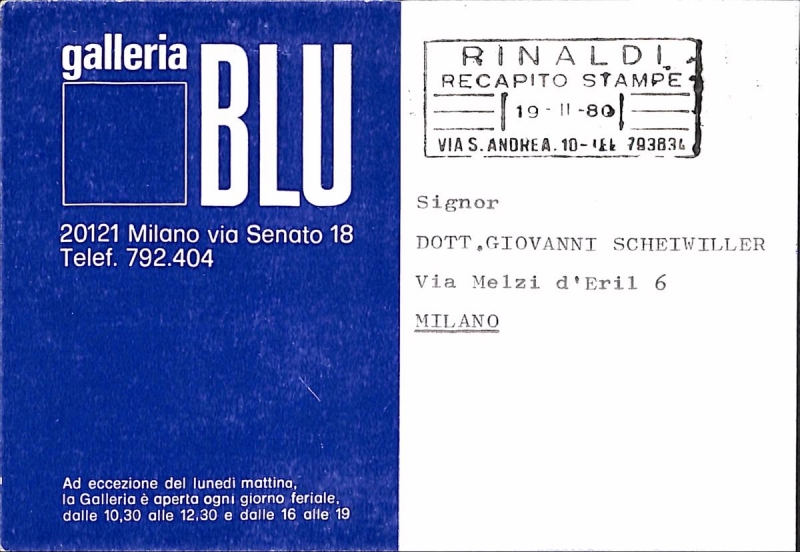 galleria
BLU
20121 Milano via Senato 18
Telef. 792.404
Ad eccezione del lunedì mattina,
la Galleria è aperta ogni giorno feriale,
dalle 10,30 alle 12,30 e dalle 16 alle 19
RINALDI
RECAPITO STAMPE
19-II-80
VIA S. ANDREA. 10-TEL 793834
Signor
DOTT.GIOVANNI SCHEIWILLER
Via Melzi d'Eril 6
MILANO